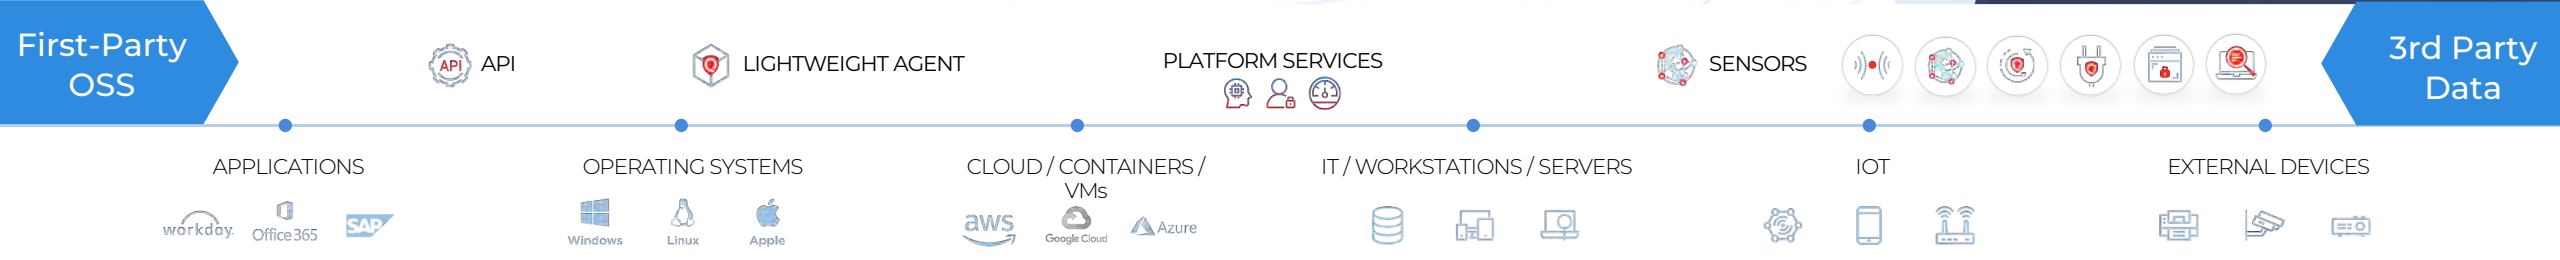 First-Party
OSS
API
API
LIGHTWEIGHT AGENT
PLATFORM SERVICES
SENSORS
3rd Party
Data
APPLICATIONS
OPERATING SYSTEMS
CLOUD / CONTAINERS /
VMs
IT / WORKSTATIONS / SERVERS
IOT
EXTERNAL DEVICES
workday.
Office 365
SAP
Windows
Linux
Apple
aws
Google Cloud
Azure